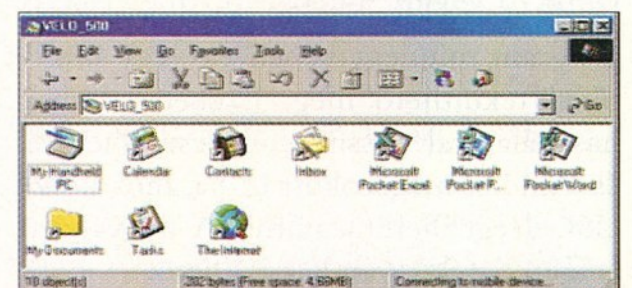 VELO_500
File Edit View Go Favorites Tools Help
Address VELO_500 Go
My Handheld PC Calendar Contacts Inbox Microsoft Pocket Excel Microsoft Pocket P... Microsoft Pocket Word
My Documents Tasks The Internet
10 object(s) 202 bytes (Free space: 4.69MB) Connecting to mobile device...